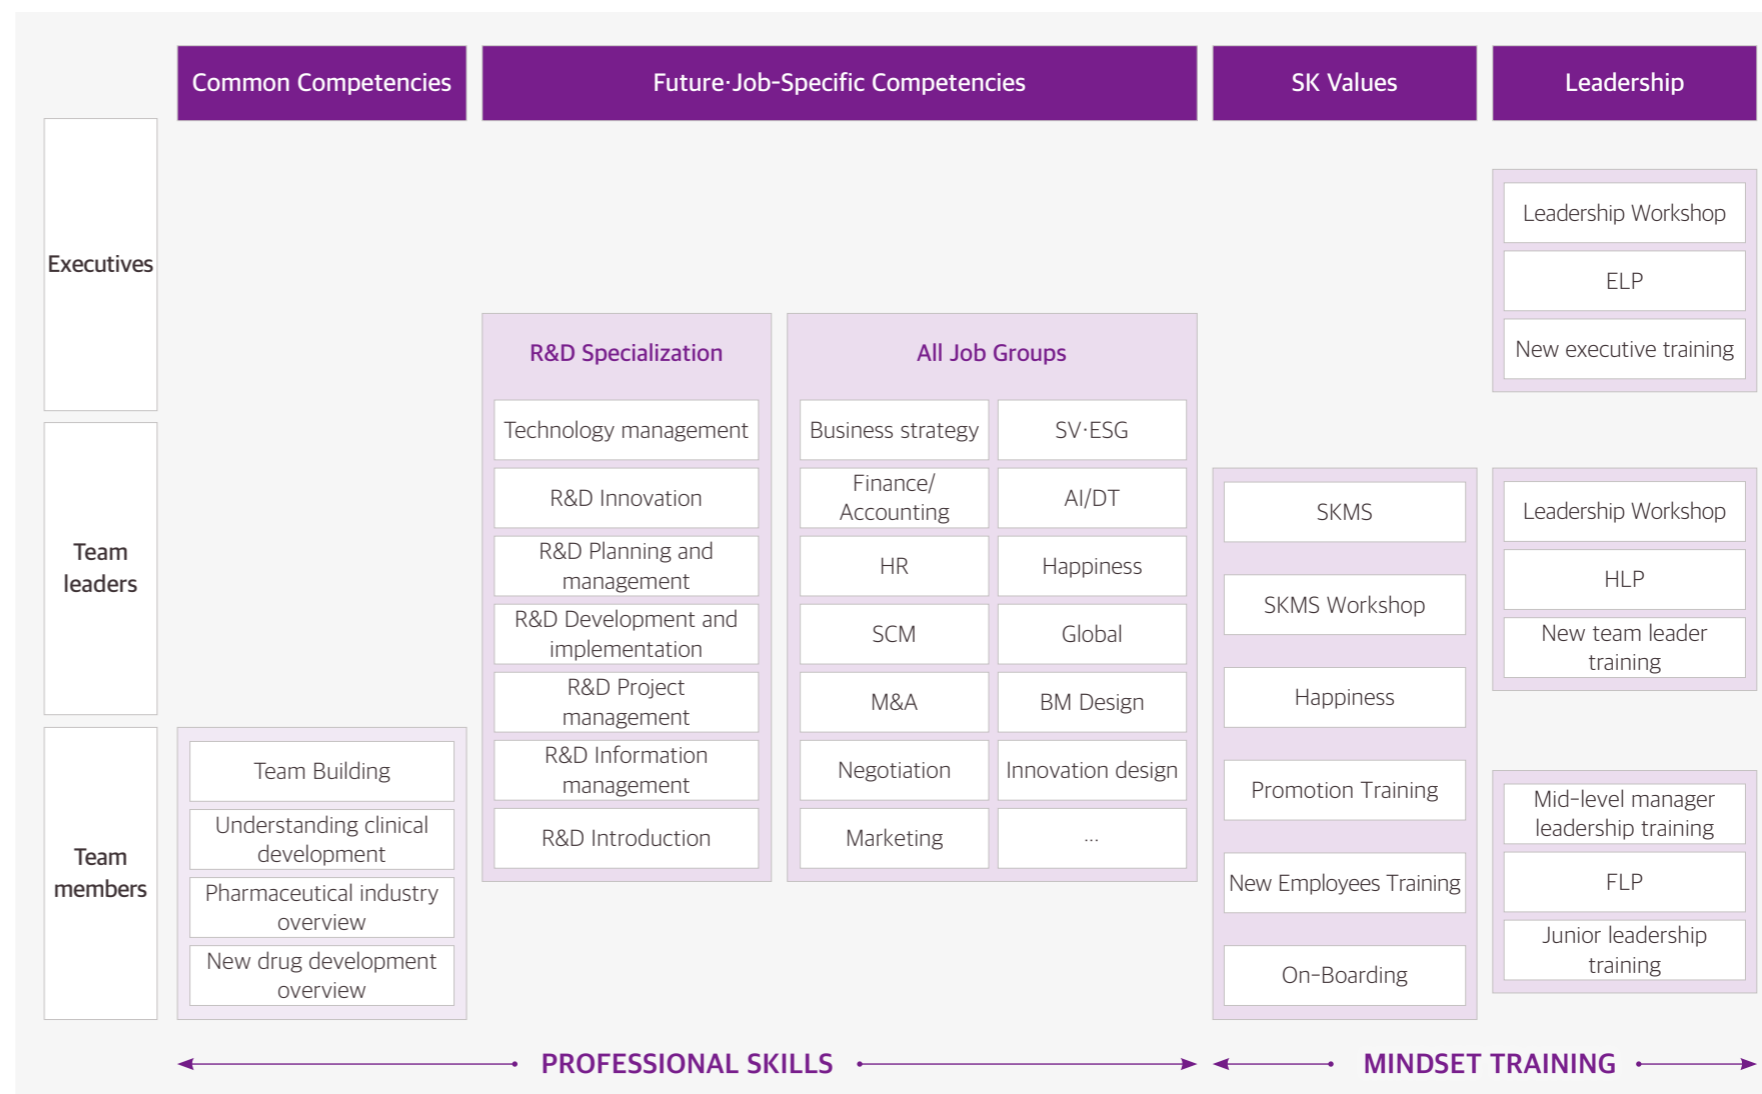 Common Competencies
Future·Job-Specific Competencies
SK Values
Leadership
Executives
Team
leaders
Team
members
Team Building
Understanding clinical
development
Pharmaceutical industry
overview
New drug development
overview
R&D Specialization
Technology management
R&D Innovation
R&D Planning and
management
R&D Development and
implementation
R&D Project
management
R&D Information
management
R&D Introduction
All Job Groups
Business strategy
SV·ESG
Finance/
Accounting
AI/DT
HR
Happiness
SCM
Global
M&A
BM Design
Negotiation
Innovation design
Marketing
...
SKMS
SKMS Workshop
Happiness
Promotion Training
New Employees Training
On-Boarding
Leadership Workshop
ELP
New executive training
Leadership Workshop
HLP
New team leader
training
Mid-level manager
leadership training
FLP
Junior leadership
training
PROFESSIONAL SKILLS
MINDSET TRAINING